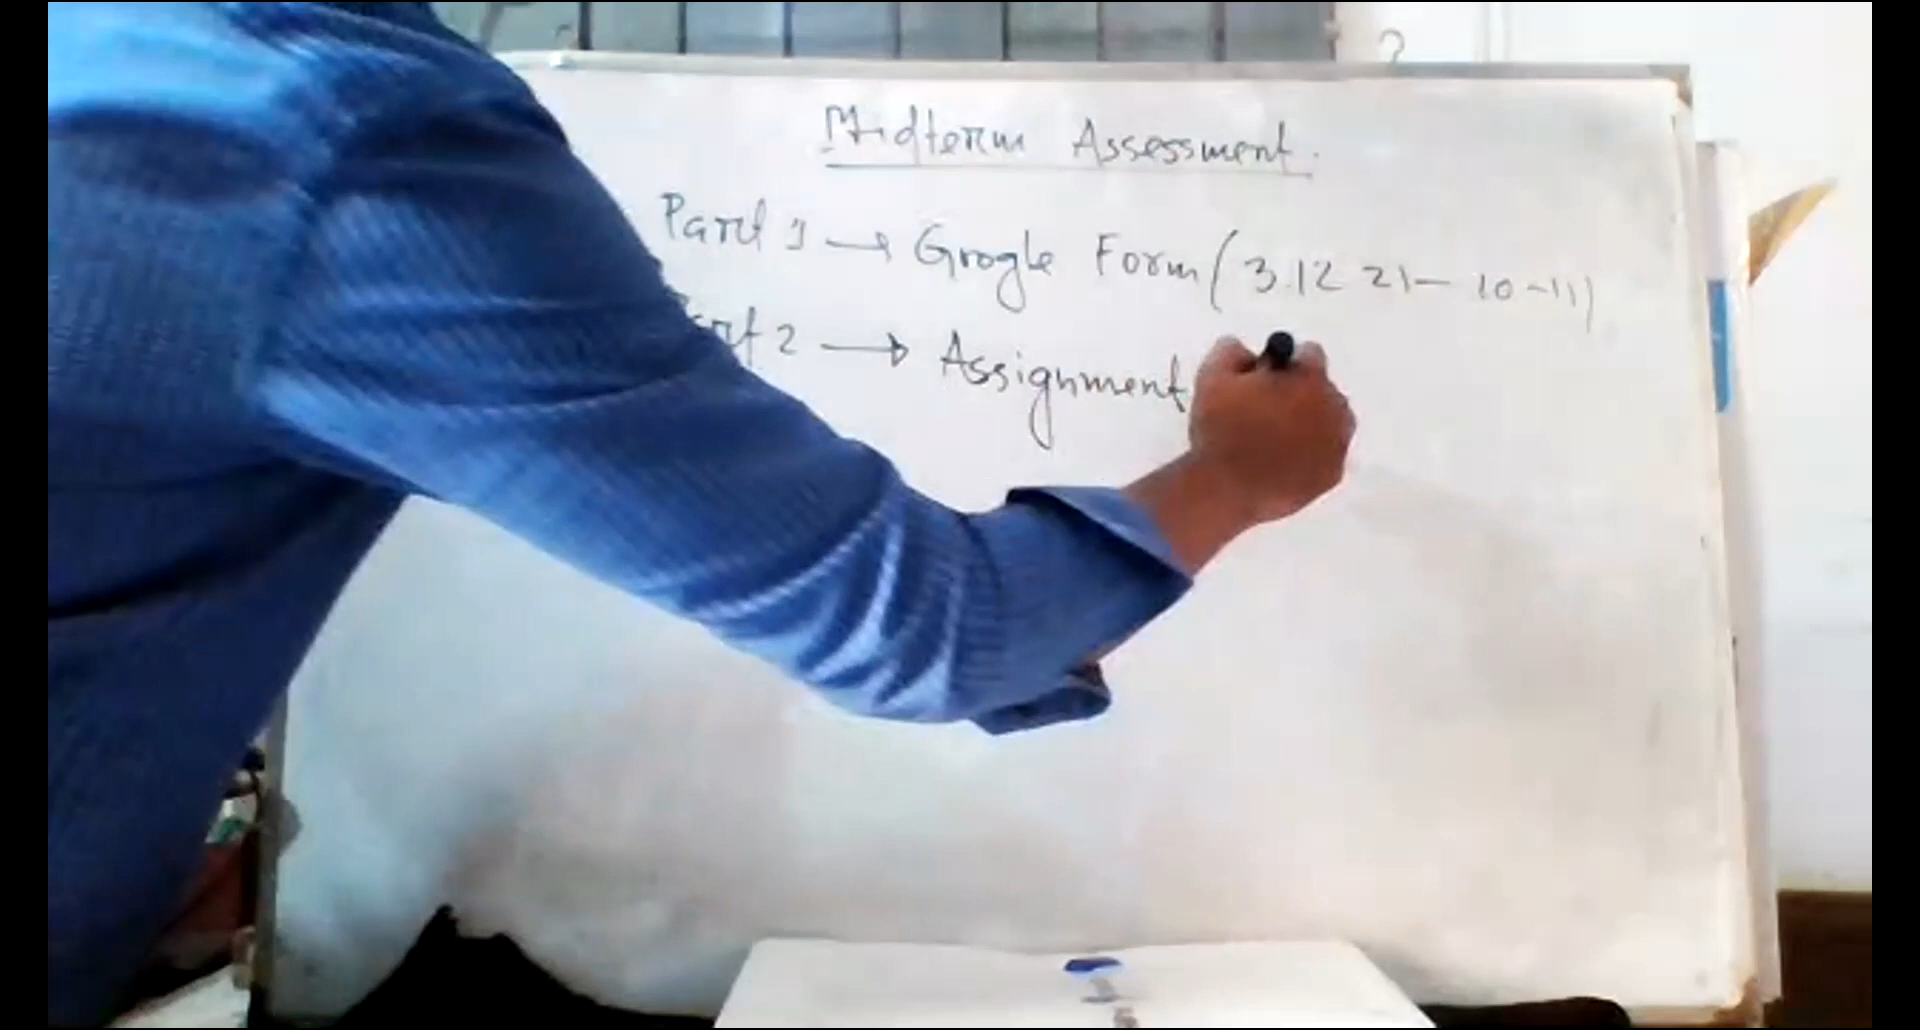 Midterm Assessment.
Part 1 → Google Form (3.12 21 - 10-11)
Part 2 → Assignment